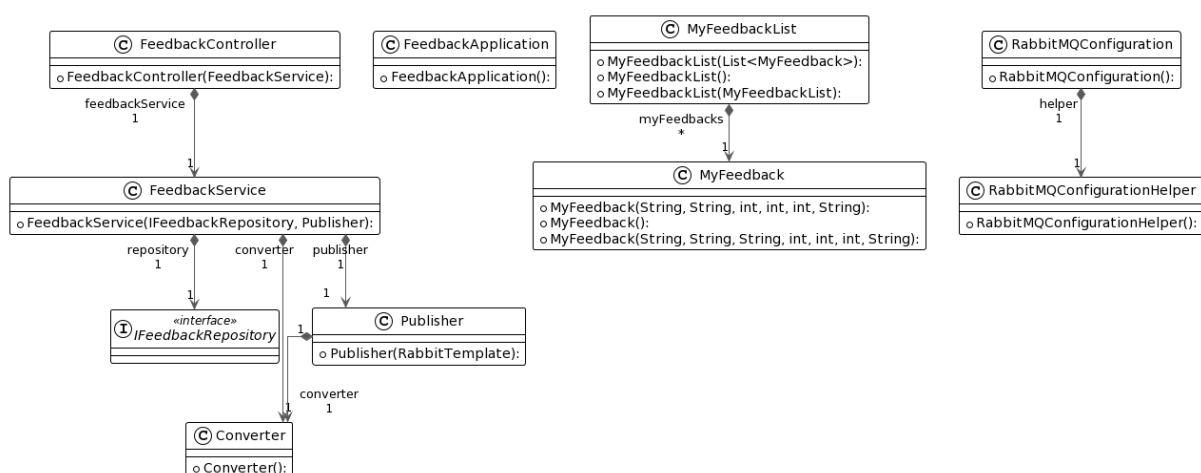 C FeedbackController
FeedbackController(FeedbackService):
feedbackService
1
1
C FeedbackApplication
FeedbackApplication():
C MyFeedbackList
MyFeedbackList(List<MyFeedback>):
MyFeedbackList():
MyFeedbackList(MyFeedbackList):
myFeedbacks
*
1
C RabbitMQConfiguration
RabbitMQConfiguration():
helper
1
1
C FeedbackService
FeedbackService(IFeedbackRepository, Publisher):
repository
1
converter
1
publisher
1
1
1
C MyFeedback
MyFeedback(String, String, int, int, int, String):
MyFeedback():
MyFeedback(String, String, String, int, int, int, String):
C RabbitMQConfigurationHelper
RabbitMQConfigurationHelper():
I «interface»
IFeedbackRepository
C Publisher
Publisher(RabbitTemplate):
1
converter
1
1
C Converter
Converter():